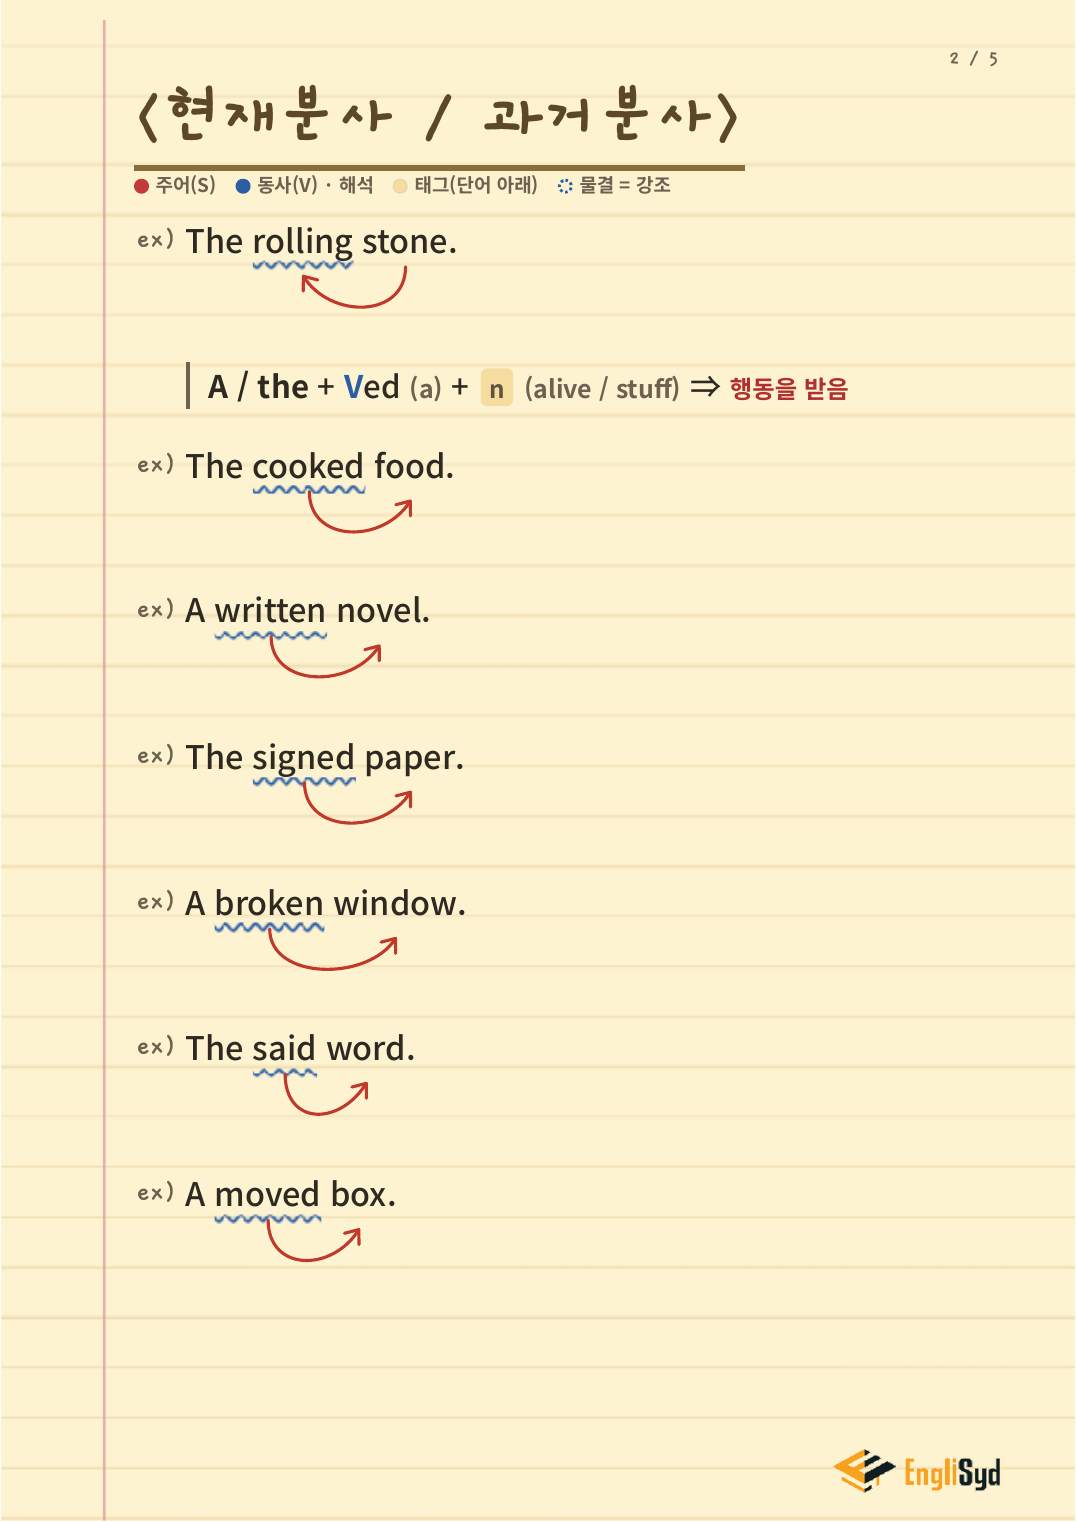 2 / 5
<현재분사 / 과거분사>
주어(S) 동사(V) · 해석 태그(단어 아래) 물결 = 강조
ex) The rolling stone.
A / the + Ved (a) + n (alive / stuff) ⇒ 행동을 받음
ex) The cooked food.
ex) A written novel.
ex) The signed paper.
ex) A broken window.
ex) The said word.
ex) A moved box.
EngliSyd